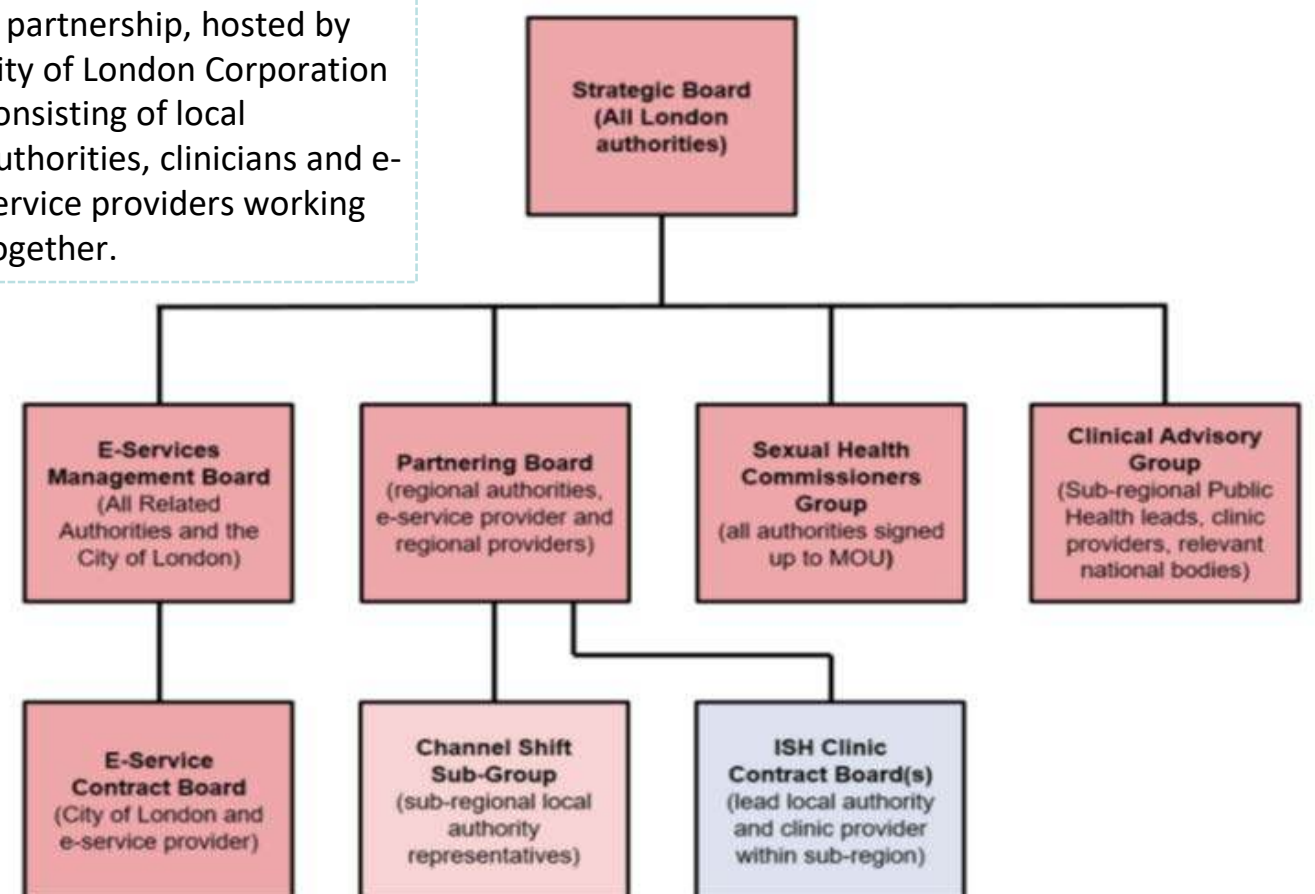 partnership, hosted by
ity of London Corporation
onsisting of local
uthorities, clinicians and e-
ervice providers working
ogether.
Strategic Board
(All London
authorities)
E-Services
Management Board
(All Related
Authorities and the
City of London)
Partnering Board
(regional authorities,
e-service provider and
regional providers)
Sexual Health
Commissioners
Group
(all authorities signed
up to MOU)
Clinical Advisory
Group
(Sub-regional Public
Health leads, clinic
providers, relevant
national bodies)
E-Service
Contract Board
(City of London and
e-service provider)
Channel Shift
Sub-Group
(sub-regional local
authority
representatives)
ISH Clinic
Contract Board(s)
(lead local authority
and clinic provider
within sub-region)